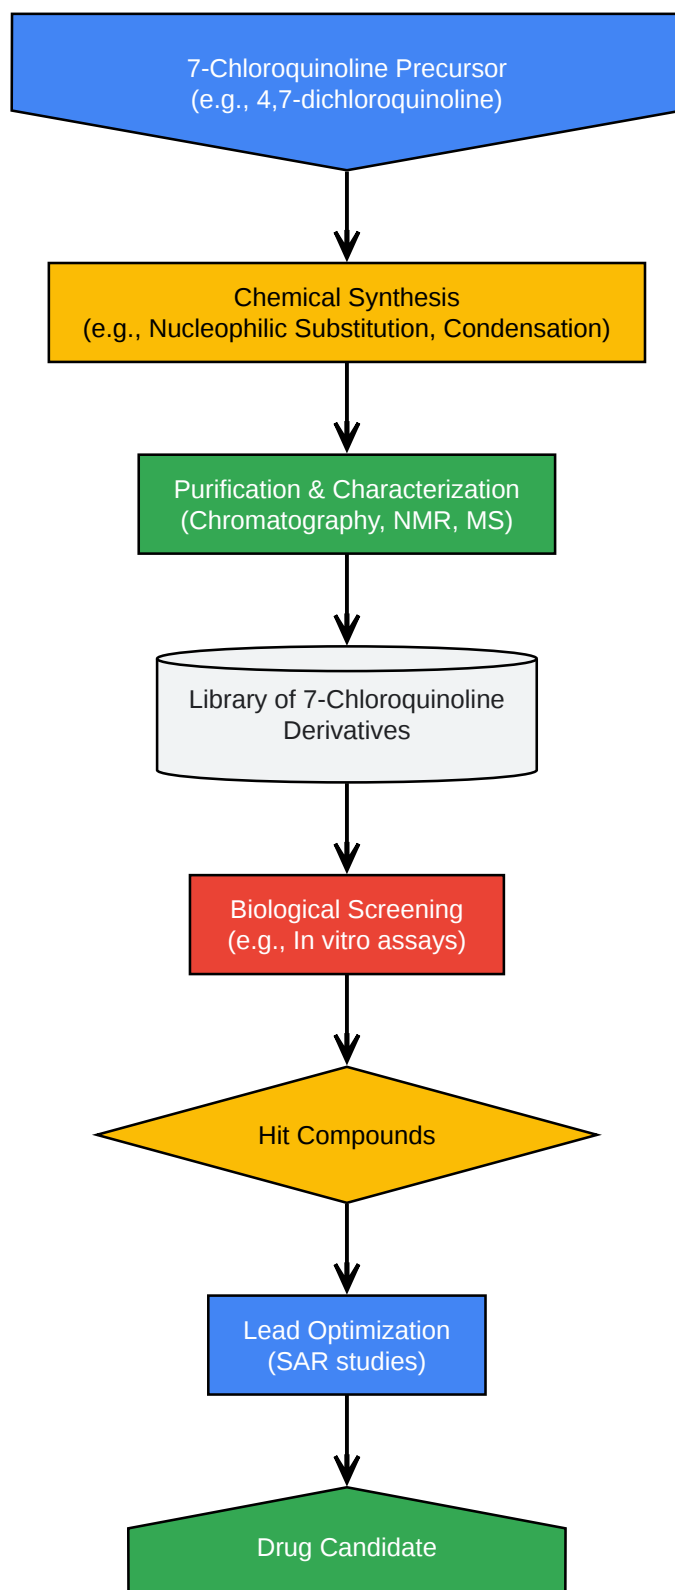 7-Chloroquinoline Precursor
(e.g., 4,7-dichloroquinoline)
Chemical Synthesis
(e.g., Nucleophilic Substitution, Condensation)
Purification & Characterization
(Chromatography, NMR, MS)
Library of 7-Chloroquinoline
Derivatives
Biological Screening
(e.g., In vitro assays)
Hit Compounds
Lead Optimization
(SAR studies)
Drug Candidate